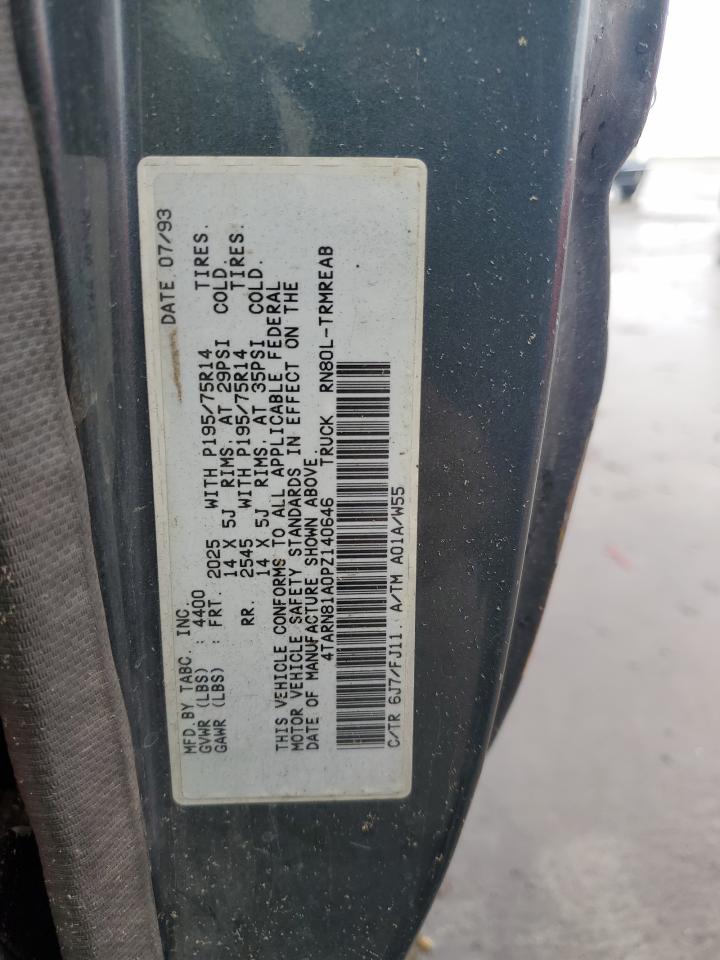 MFD.BY TABC. INC. DATE 07/93
GVWR (LBS) : 4400
GAWR (LBS) : FRT. 2025 WITH P195/75R14 TIRES.
14 X 5J RIMS. AT 29PSI COLD.
RR. 2545 WITH P195/75R14 TIRES.
14 X 5J RIMS. AT 35PSI COLD.
THIS VEHICLE CONFORMS TO ALL APPLICABLE FEDERAL
MOTOR VEHICLE SAFETY STANDARDS IN EFFECT ON THE
DATE OF MANUFACTURE SHOWN ABOVE.
4TARN81A0PZ140646 TRUCK RN80L-TRMREAB
C/TR 6J7/FJ11. A/TM A01A/W55